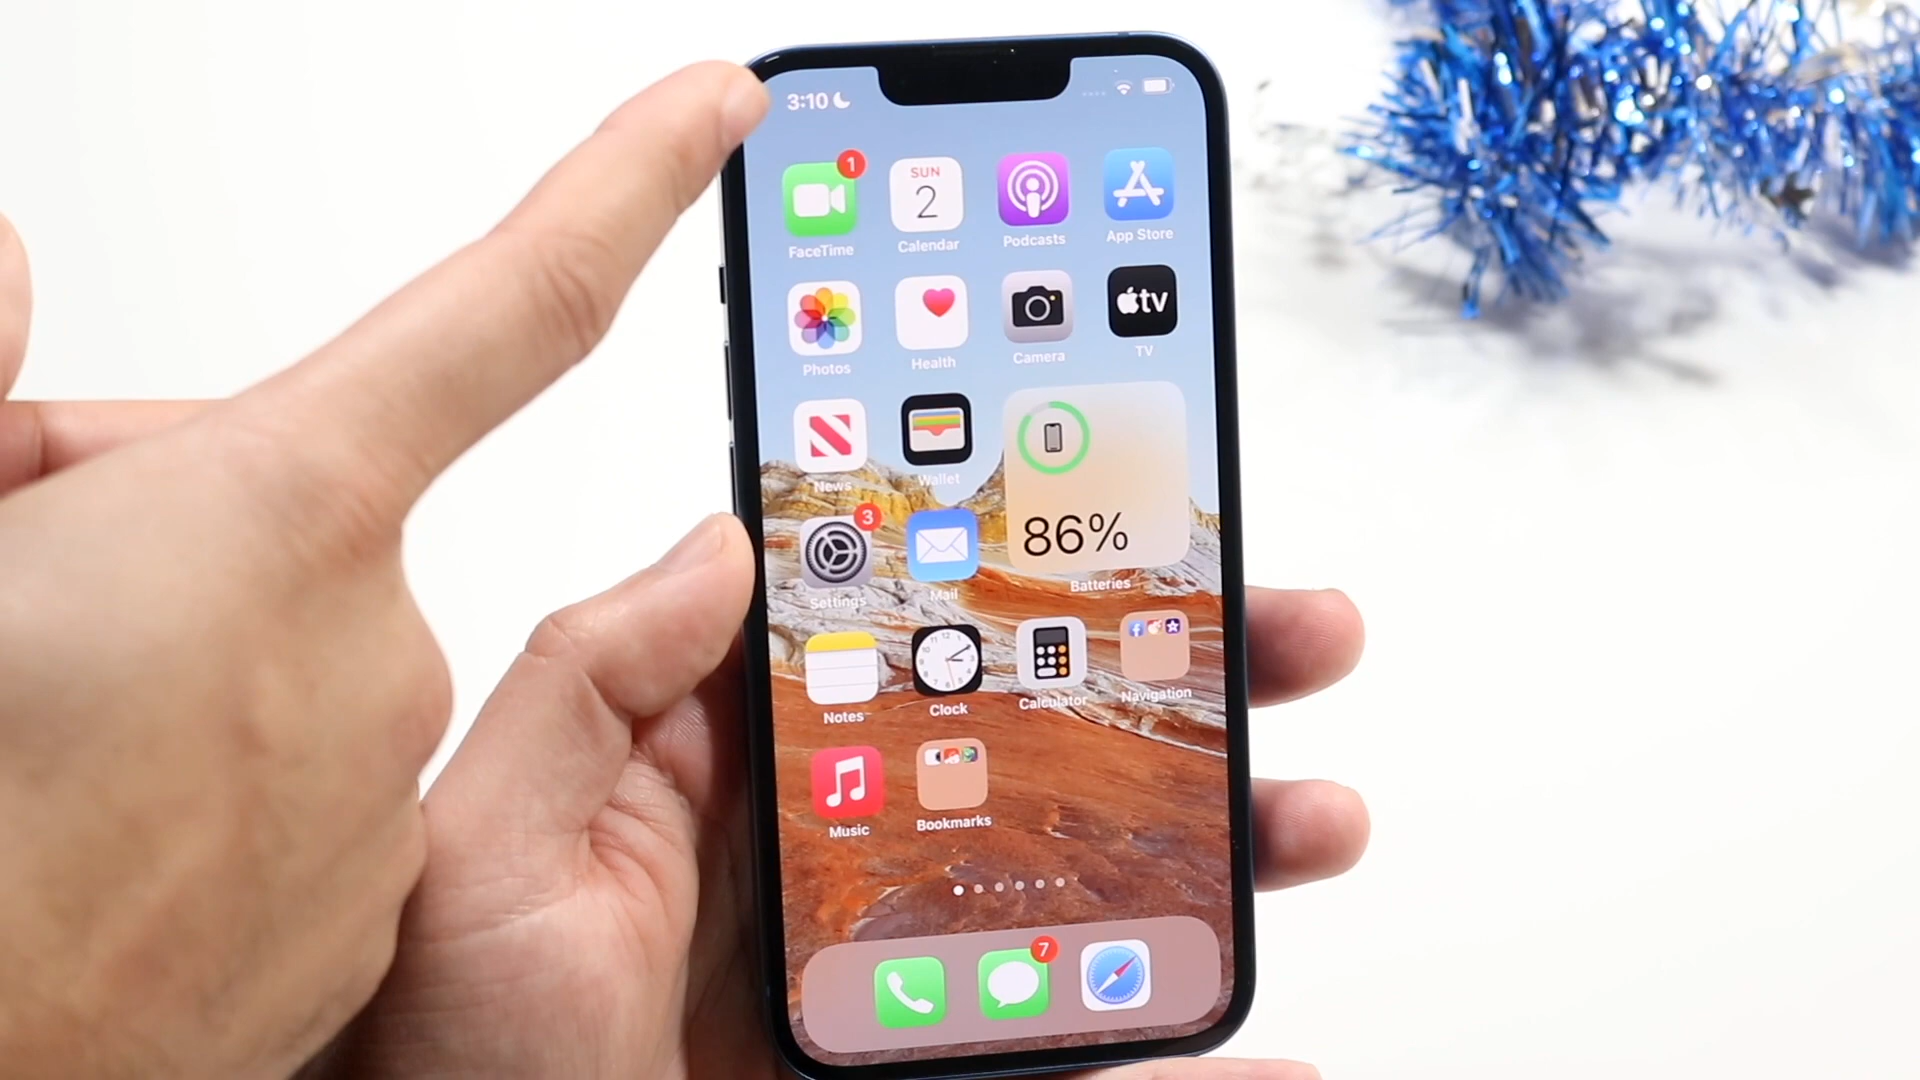 3:10
1
SUN
2
FaceTime
Calendar
Podcasts
App Store
tv
Photos
Health
Camera
TV
News
Wallet
86%
3
Settings
Mail
Batteries
Notes
Clock
Calculator
Navigation
Music
Bookmarks
7